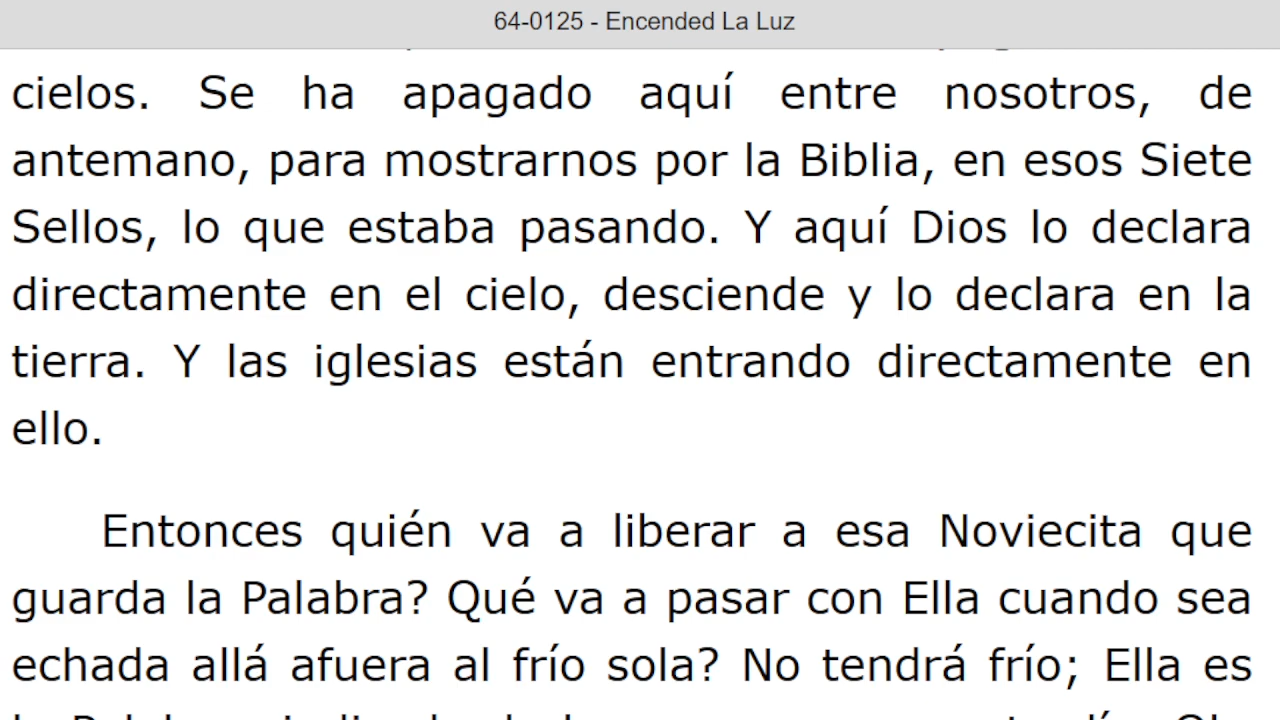 64-0125 - Encended La Luz
cielos. Se ha apagado aquí entre nosotros, de
antemano, para mostrarnos por la Biblia, en esos Siete
Sellos, lo que estaba pasando. Y aquí Dios lo declara
directamente en el cielo, desciende y lo declara en la
tierra. Y las iglesias están entrando directamente en
ello.
Entonces quién va a liberar a esa Noviecita que
guarda la Palabra? Qué va a pasar con Ella cuando sea
echada allá afuera al frío sola? No tendrá frío; Ella es